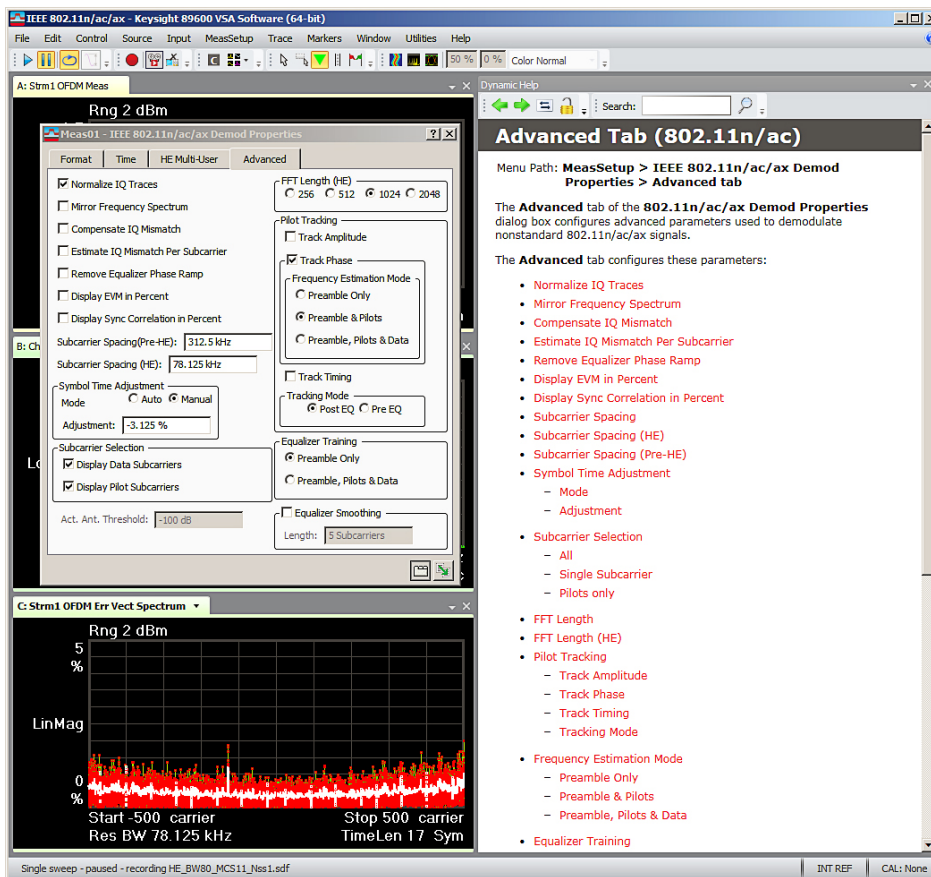 IEEE 802.11n/ac/ax - Keysight 89600 VSA Software (64-bit)
File Edit Control Source Input MeasSetup Trace Markers Window Utilities Help
50 % 0 % Color Normal
A: Strm1 OFDM Meas
Rng 2 dBm
Meas01 - IEEE 802.11n/ac/ax Demod Properties
Format Time HE Multi-User Advanced
Normalize IQ Traces
Mirror Frequency Spectrum
Compensate IQ Mismatch
Estimate IQ Mismatch Per Subcarrier
Remove Equalizer Phase Ramp
Display EVM in Percent
Display Sync Correlation in Percent
Subcarrier Spacing(Pre-HE): 312.5 kHz
Subcarrier Spacing (HE): 78.125 kHz
Symbol Time Adjustment
Mode Auto Manual
Adjustment: -3.125 %
Subcarrier Selection
Display Data Subcarriers
Display Pilot Subcarriers
Act. Ant. Threshold: -100 dB
FFT Length (HE)
256 512 1024 2048
Pilot Tracking
Track Amplitude
Track Phase
Frequency Estimation Mode
Preamble Only
Preamble & Pilots
Preamble, Pilots & Data
Track Timing
Tracking Mode
Post EQ Pre EQ
Equalizer Training
Preamble Only
Preamble, Pilots & Data
Equalizer Smoothing
Length: 5 Subcarriers
B: Ch
C: Strm1 OFDM Err Vect Spectrum
Rng 2 dBm
5
%
LinMag
0
%
Start -500 carrier Stop 500 carrier
Res BW 78.125 kHz TimeLen 17 Sym
Dynamic Help
Search:
Advanced Tab (802.11n/ac)
Menu Path: MeasSetup > IEEE 802.11n/ac/ax Demod
Properties > Advanced tab
The Advanced tab of the 802.11n/ac/ax Demod Properties
dialog box configures advanced parameters used to demodulate
nonstandard 802.11n/ac/ax signals.
The Advanced tab configures these parameters:
• Normalize IQ Traces
• Mirror Frequency Spectrum
• Compensate IQ Mismatch
• Estimate IQ Mismatch Per Subcarrier
• Remove Equalizer Phase Ramp
• Display EVM in Percent
• Display Sync Correlation in Percent
• Subcarrier Spacing
• Subcarrier Spacing (HE)
• Subcarrier Spacing (Pre-HE)
• Symbol Time Adjustment
– Mode
– Adjustment
• Subcarrier Selection
– All
– Single Subcarrier
– Pilots only
• FFT Length
• FFT Length (HE)
• Pilot Tracking
– Track Amplitude
– Track Phase
– Track Timing
– Tracking Mode
• Frequency Estimation Mode
– Preamble Only
– Preamble & Pilots
– Preamble, Pilots & Data
• Equalizer Training
Single sweep - paused - recording HE_BW80_MCS11_Nss1.sdf
INT REF CAL: None